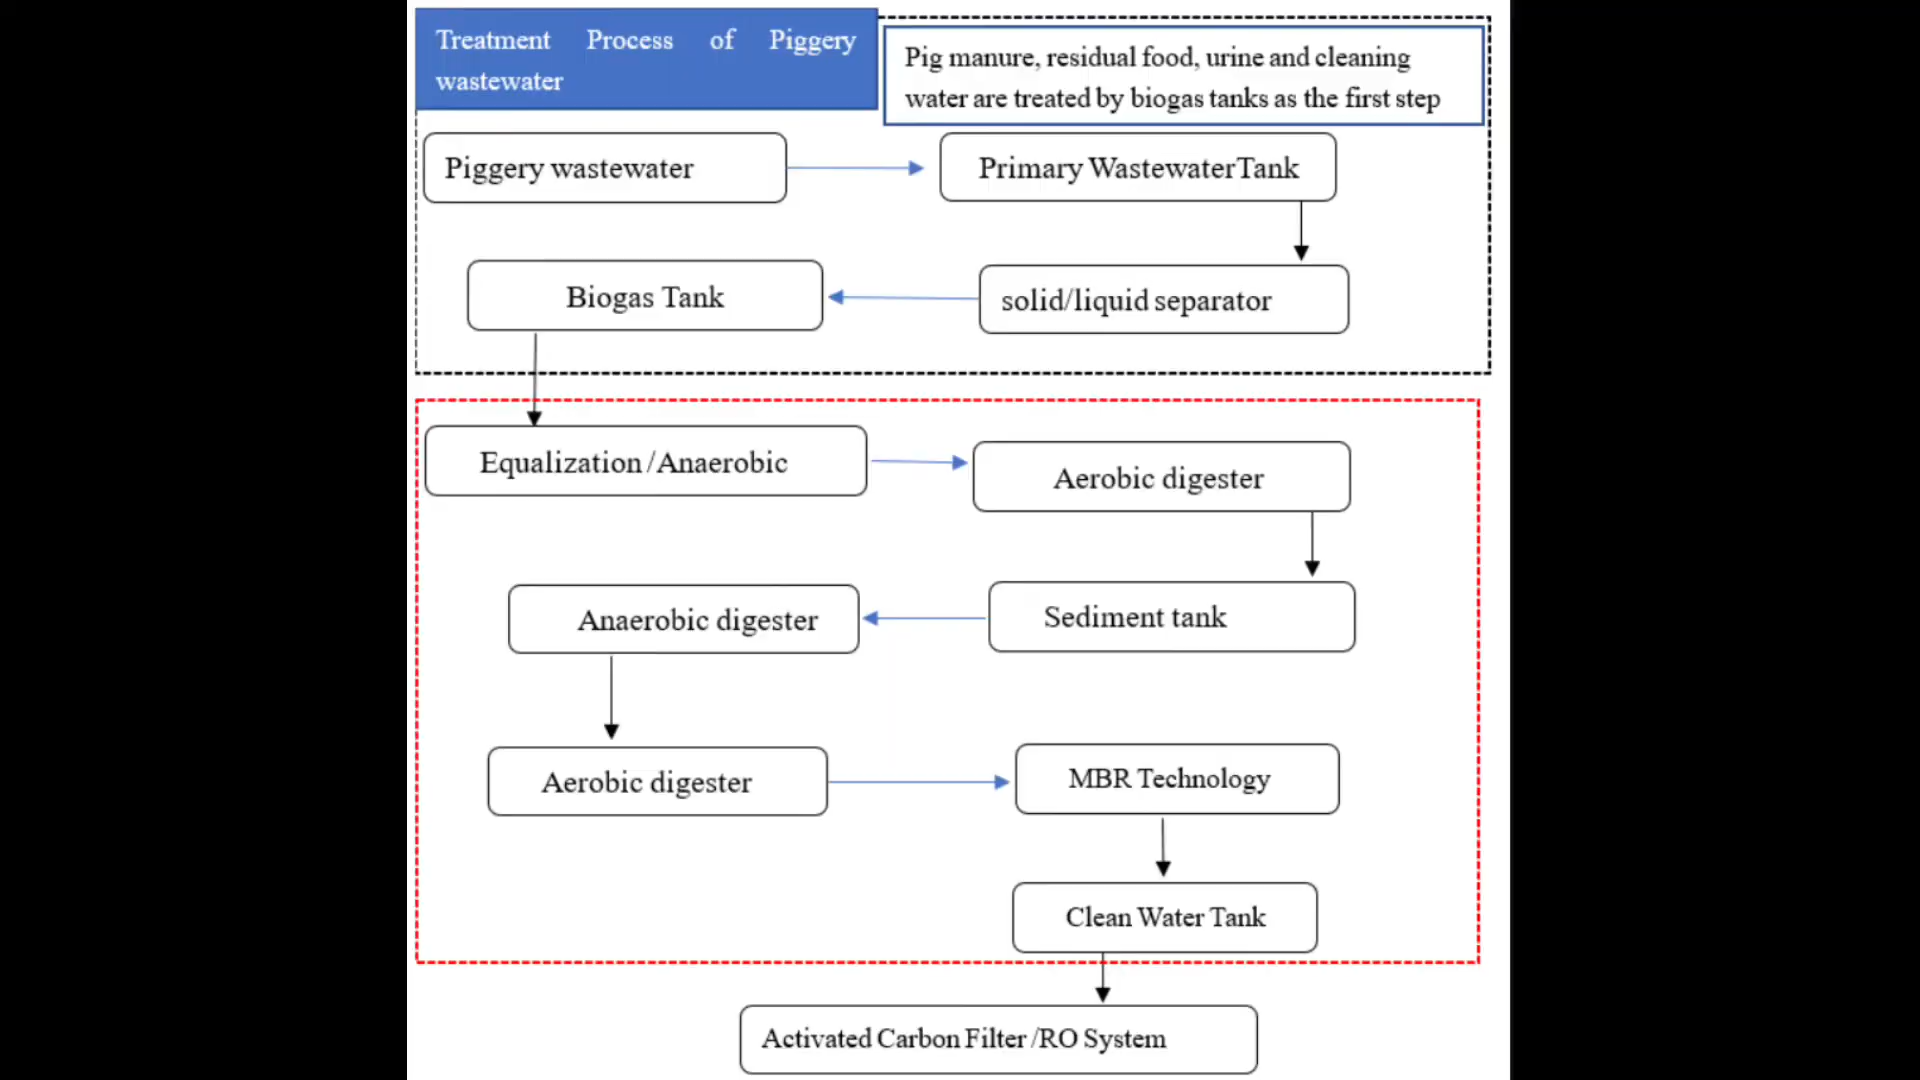 Treatment Process of Piggery
wastewater
Pig manure, residual food, urine and cleaning
water are treated by biogas tanks as the first step
Piggery wastewater
Primary Wastewater Tank
Biogas Tank
solid/liquid separator
Equalization /Anaerobic
Aerobic digester
Anaerobic digester
Sediment tank
Aerobic digester
MBR Technology
Clean Water Tank
Activated Carbon Filter /RO System